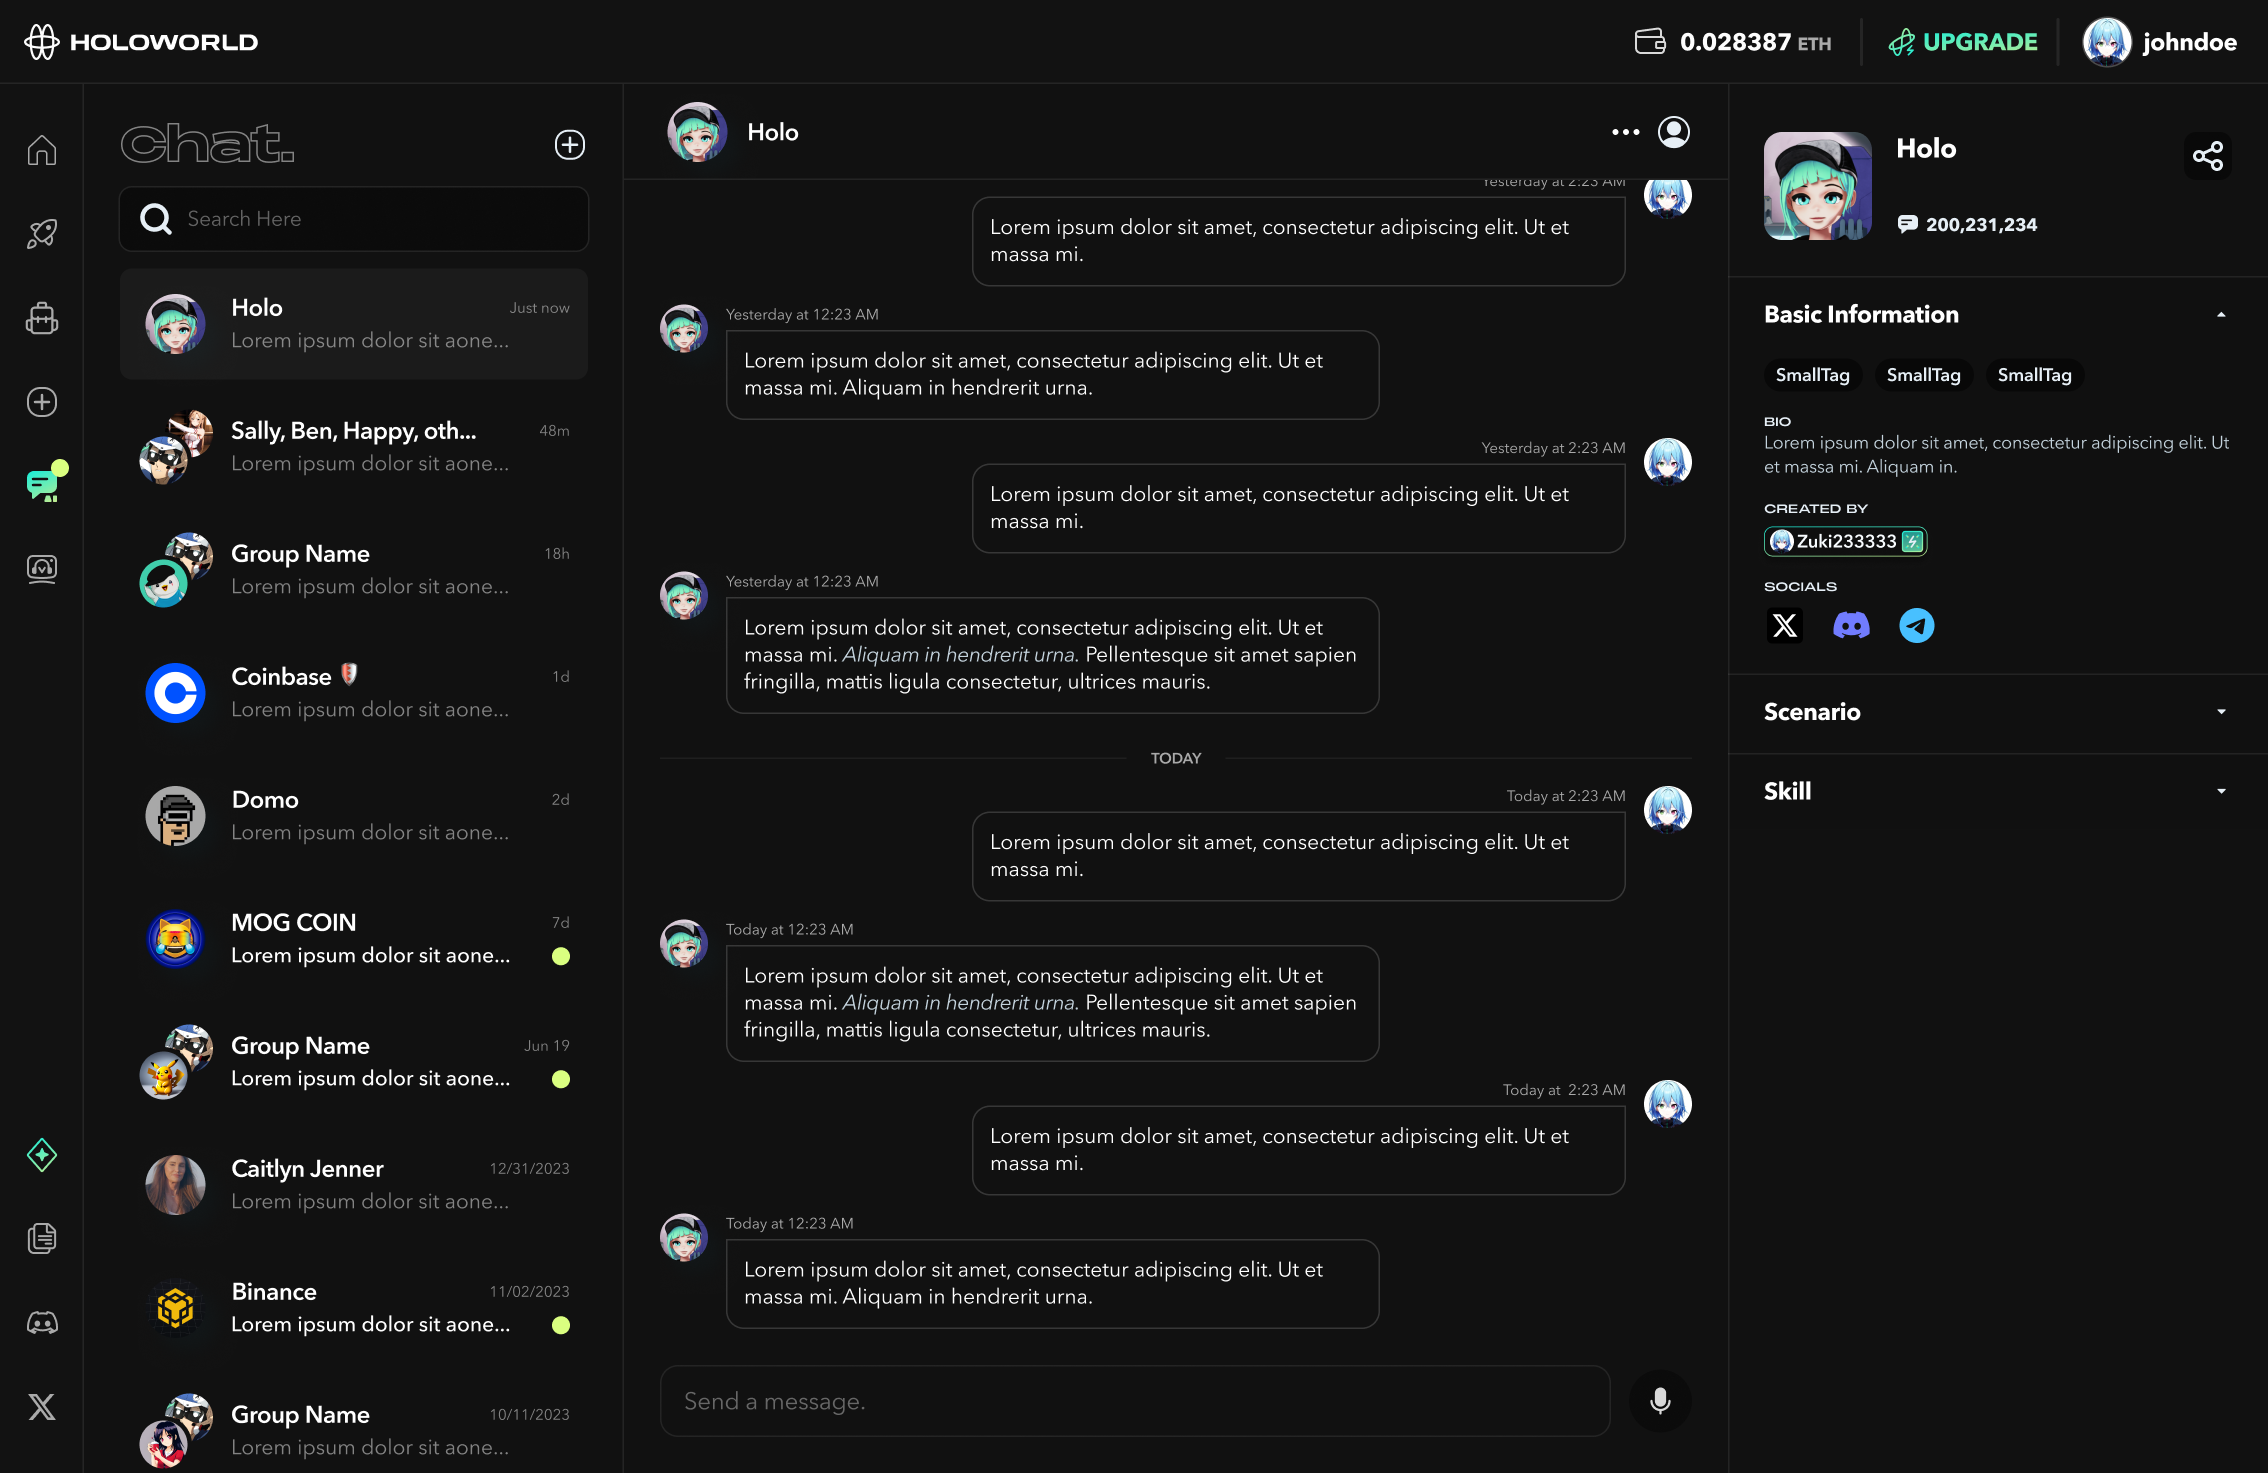 HOLOWORLD
0.028387 ETH
UPGRADE
johndoe
Chat.
Search Here
Holo
Just now
Lorem ipsum dolor sit aone...
Sally, Ben, Happy, oth...
48m
Lorem ipsum dolor sit aone...
Group Name
18h
Lorem ipsum dolor sit aone...
Coinbase
1d
Lorem ipsum dolor sit aone...
Domo
2d
Lorem ipsum dolor sit aone...
MOG COIN
7d
Lorem ipsum dolor sit aone...
Group Name
Jun 19
Lorem ipsum dolor sit aone...
Caitlyn Jenner
12/31/2023
Lorem ipsum dolor sit aone...
Binance
11/02/2023
Lorem ipsum dolor sit aone...
Group Name
10/11/2023
Lorem ipsum dolor sit aone...
Holo
Yesterday at 2:23 AM
Lorem ipsum dolor sit amet, consectetur adipiscing elit. Ut et
massa mi.
Yesterday at 12:23 AM
Lorem ipsum dolor sit amet, consectetur adipiscing elit. Ut et
massa mi. Aliquam in hendrerit urna.
Yesterday at 2:23 AM
Lorem ipsum dolor sit amet, consectetur adipiscing elit. Ut et
massa mi.
Yesterday at 12:23 AM
Lorem ipsum dolor sit amet, consectetur adipiscing elit. Ut et
massa mi. Aliquam in hendrerit urna. Pellentesque sit amet sapien
fringilla, mattis ligula consectetur, ultrices mauris.
TODAY
Today at 2:23 AM
Lorem ipsum dolor sit amet, consectetur adipiscing elit. Ut et
massa mi.
Today at 12:23 AM
Lorem ipsum dolor sit amet, consectetur adipiscing elit. Ut et
massa mi. Aliquam in hendrerit urna. Pellentesque sit amet sapien
fringilla, mattis ligula consectetur, ultrices mauris.
Today at 2:23 AM
Lorem ipsum dolor sit amet, consectetur adipiscing elit. Ut et
massa mi.
Today at 12:23 AM
Lorem ipsum dolor sit amet, consectetur adipiscing elit. Ut et
massa mi. Aliquam in hendrerit urna.
Send a message.
Holo
200,231,234
Basic Information
SmallTag SmallTag SmallTag
BIO
Lorem ipsum dolor sit amet, consectetur adipiscing elit. Ut
et massa mi. Aliquam in.
CREATED BY
Zuki233333
SOCIALS
Scenario
Skill